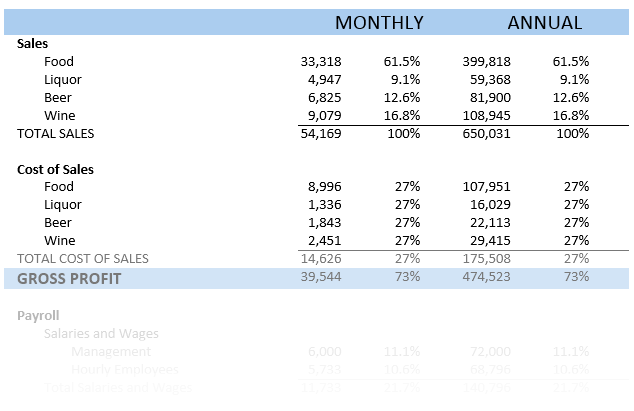 MONTHLY ANNUAL
Sales
Food 33,318 61.5% 399,818 61.5%
Liquor 4,947 9.1% 59,368 9.1%
Beer 6,825 12.6% 81,900 12.6%
Wine 9,079 16.8% 108,945 16.8%
TOTAL SALES 54,169 100% 650,031 100%
Cost of Sales
Food 8,996 27% 107,951 27%
Liquor 1,336 27% 16,029 27%
Beer 1,843 27% 22,113 27%
Wine 2,451 27% 29,415 27%
TOTAL COST OF SALES 14,626 27% 175,508 27%
GROSS PROFIT 39,544 73% 474,523 73%
Payroll
Salaries and Wages
Management 6,000 11.1% 72,000 11.1%
Hourly Employees 5,733 10.6% 68,796 10.6%
Total Salaries and Wages